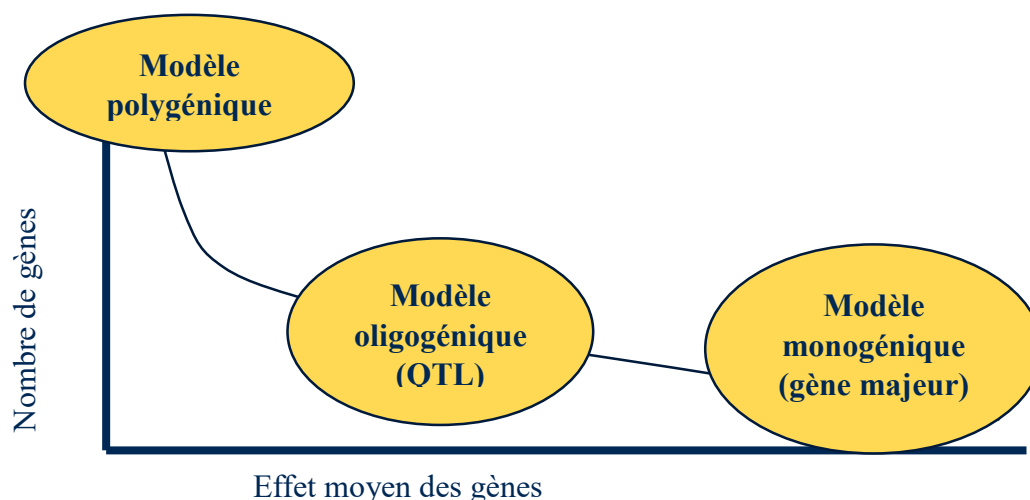 Modèle
polygénique
Nombre de gènes
Modèle
oligogénique
(QTL)
Modèle
monogénique
(gène majeur)
Effet moyen des gènes